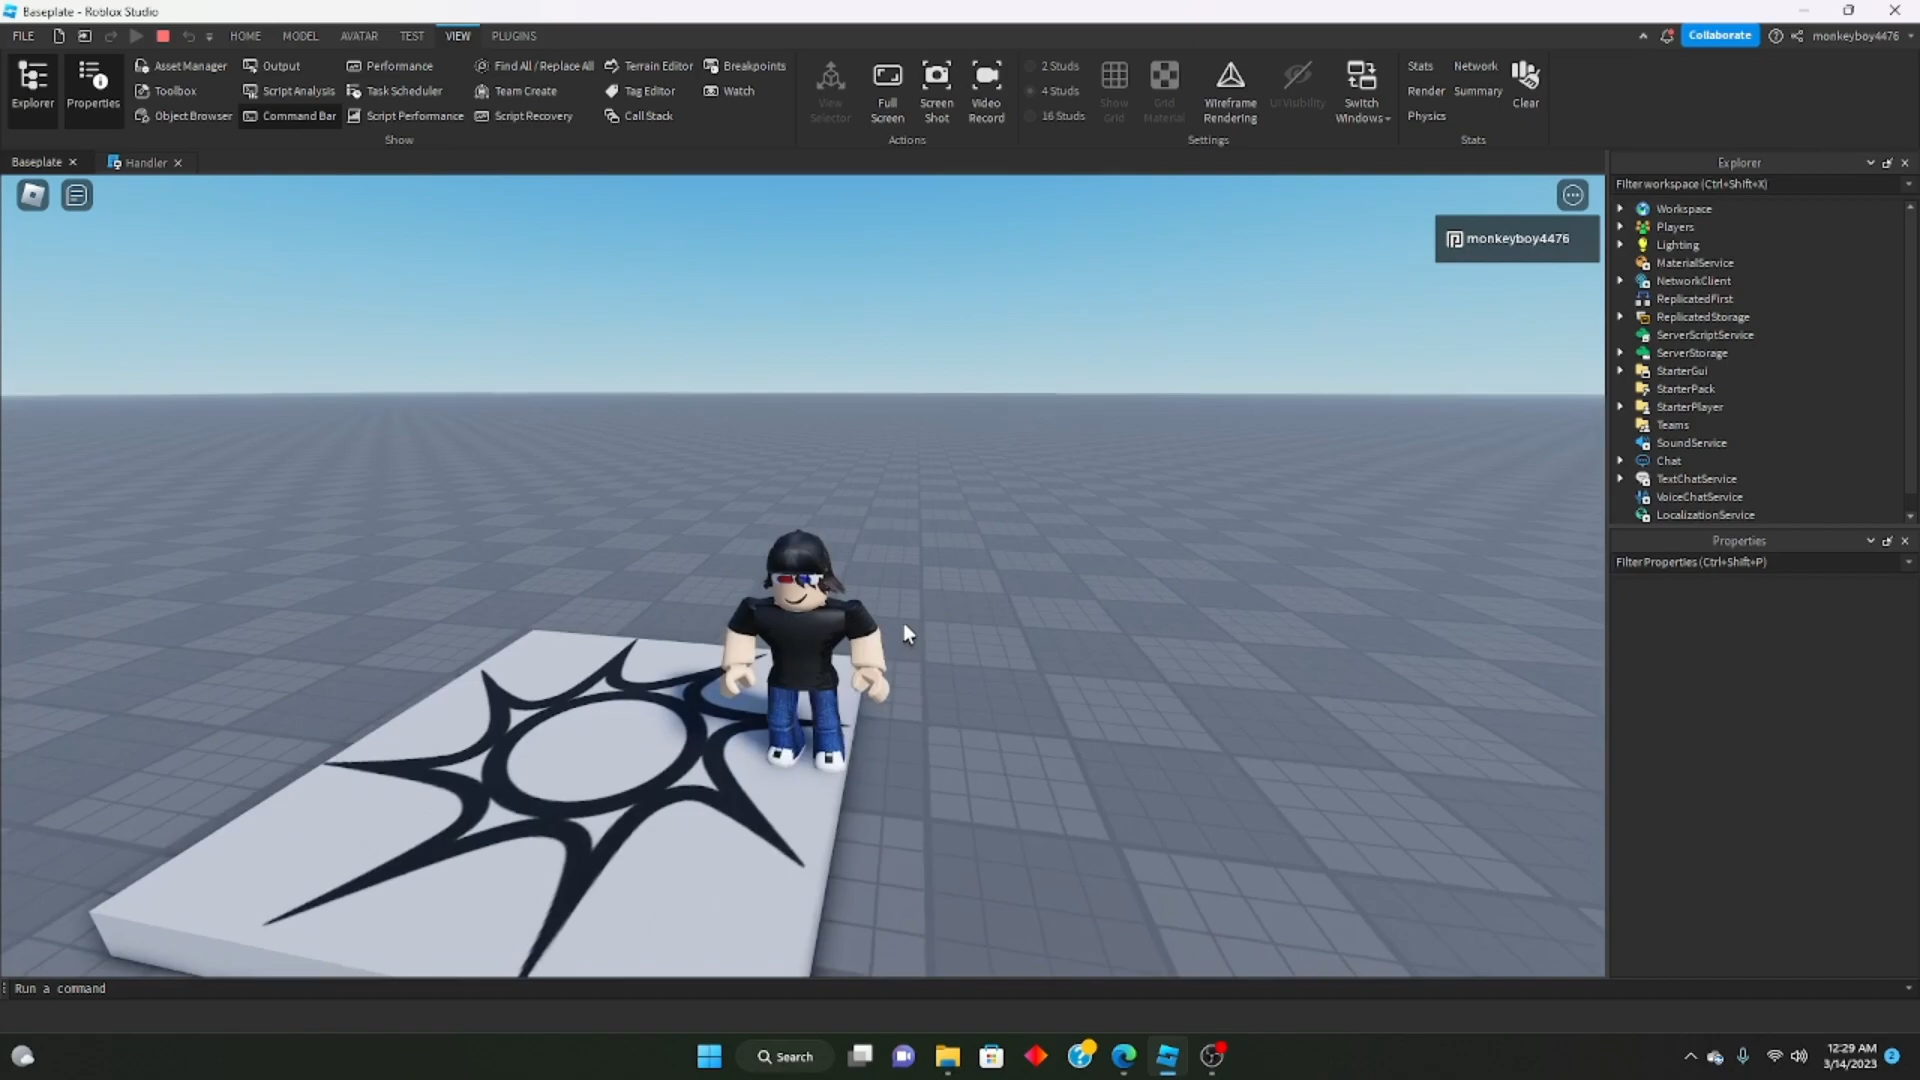 Baseplate - Roblox Studio
FILE HOME MODEL AVATAR TEST VIEW PLUGINS Collaborate monkeyboy4476
Explorer Properties
Asset Manager Output Performance Find All / Replace All Terrain Editor Breakpoints
Toolbox Script Analysis Task Scheduler Team Create Tag Editor Watch
Object Browser Command Bar Script Performance Script Recovery Call Stack
Show
View Selector Full Screen Screen Shot Video Record
Actions
2 Studs
4 Studs
16 Studs
Show Grid Grid Material Wireframe Rendering UI Visibility Switch Windows
Settings
Stats Network
Render Summary
Physics
Clear
Stats
Baseplate Handler
monkeyboy4476
Explorer
Filter workspace (Ctrl+Shift+X)
Workspace
Players
Lighting
MaterialService
NetworkClient
ReplicatedFirst
ReplicatedStorage
ServerScriptService
ServerStorage
StarterGui
StarterPack
StarterPlayer
Teams
SoundService
Chat
TextChatService
VoiceChatService
LocalizationService
Properties
Filter Properties (Ctrl+Shift+P)
Run a command
Search
12:29 AM
3/14/2023
2